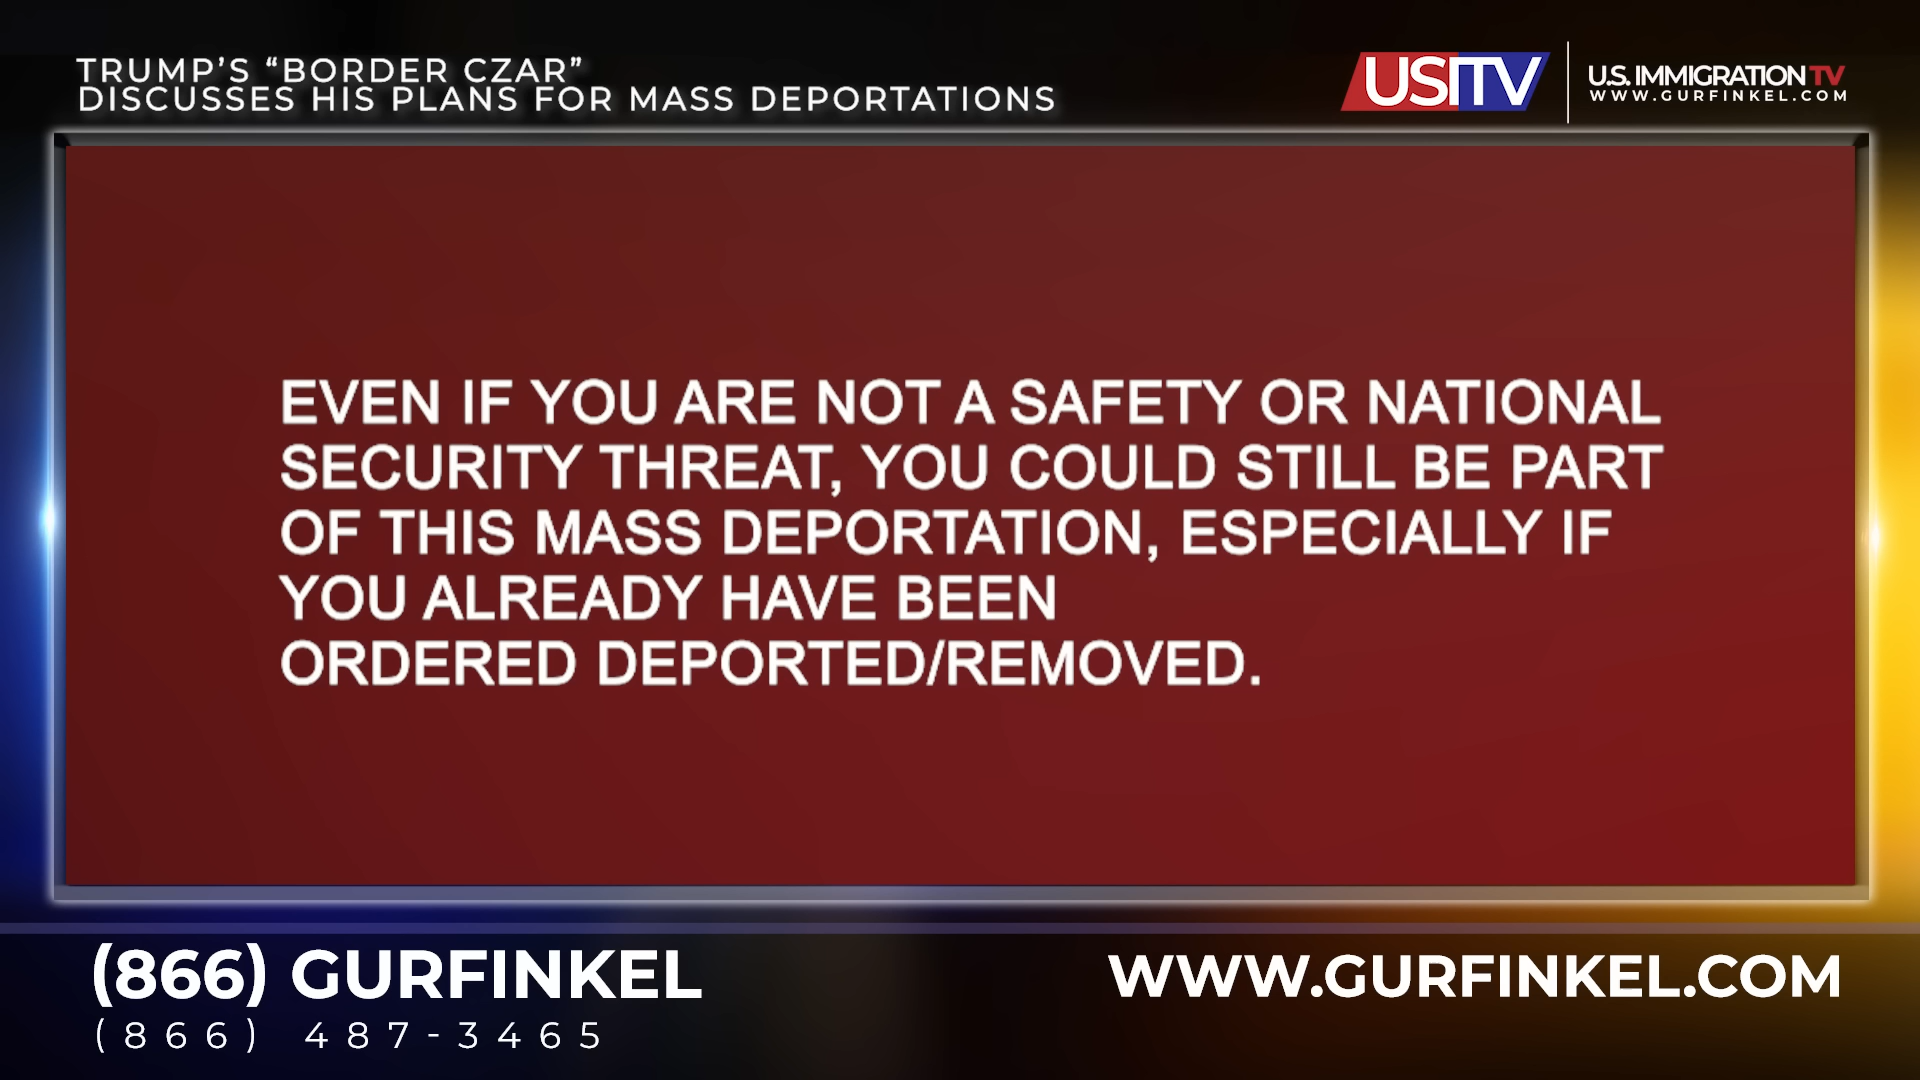 TRUMP'S “BORDER CZAR”
DISCUSSES HIS PLANS FOR MASS DEPORTATIONS
USITV
U.S. IMMIGRATION TV
WWW.GURFINKEL.COM
EVEN IF YOU ARE NOT A SAFETY OR NATIONAL
SECURITY THREAT, YOU COULD STILL BE PART
OF THIS MASS DEPORTATION, ESPECIALLY IF
YOU ALREADY HAVE BEEN
ORDERED DEPORTED/REMOVED.
(866) GURFINKEL
(866) 487-3465
WWW.GURFINKEL.COM